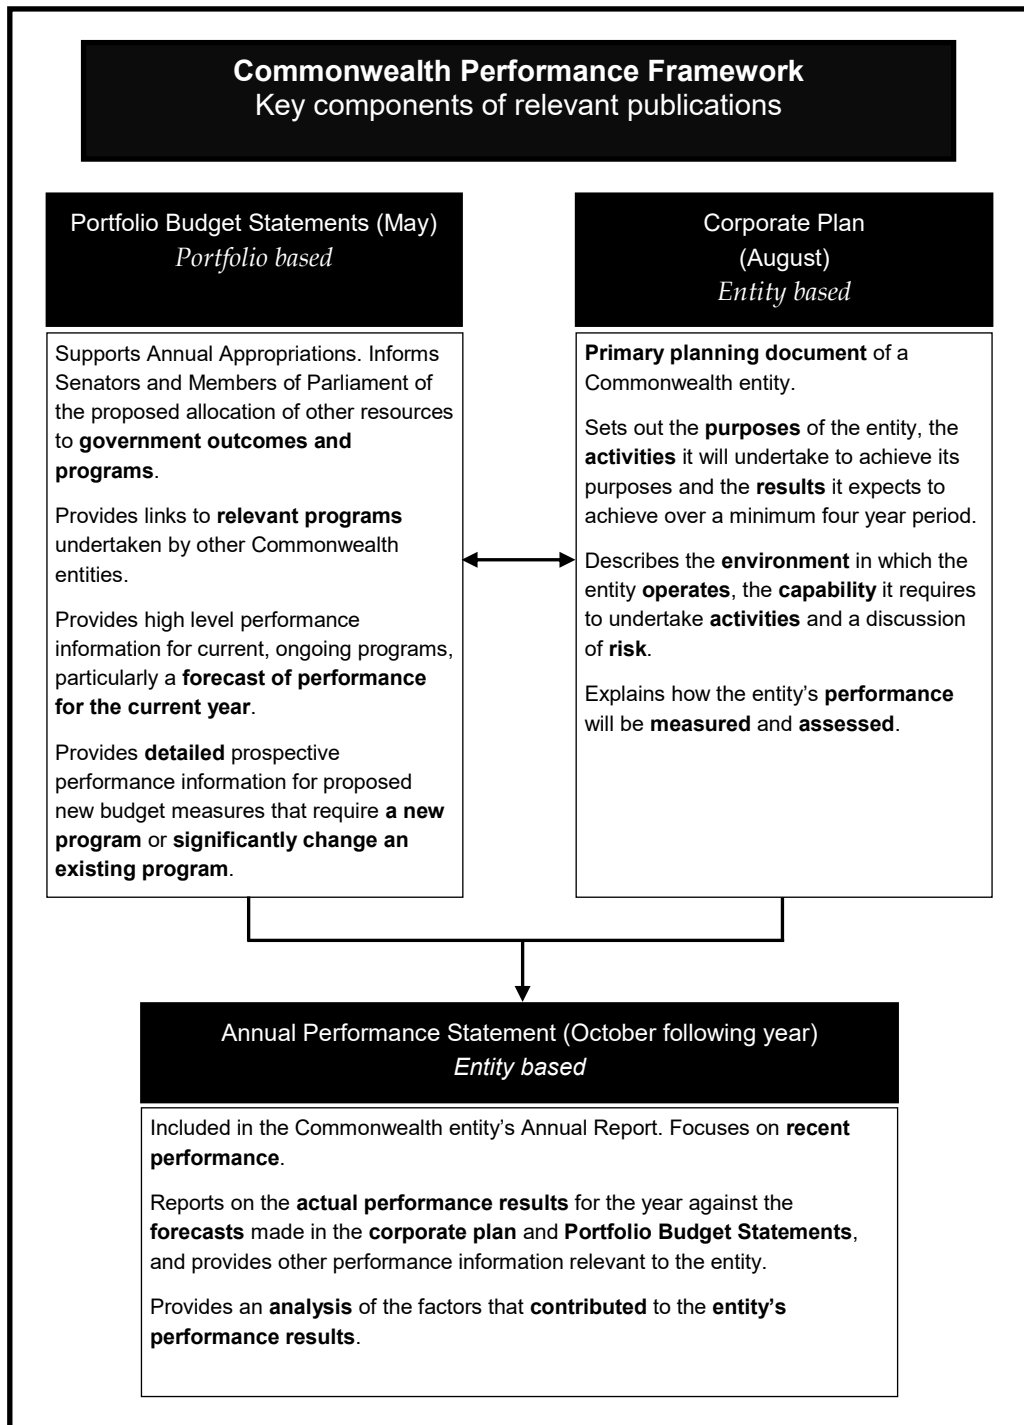 Commonwealth Performance Framework
Key components of relevant publications
Portfolio Budget Statements (May)
Portfolio based
Supports Annual Appropriations. Informs
Senators and Members of Parliament of
the proposed allocation of other resources
to government outcomes and
programs.
Provides links to relevant programs
undertaken by other Commonwealth
entities.
Provides high level performance
information for current, ongoing programs,
particularly a forecast of performance
for the current year.
Provides detailed prospective
performance information for proposed
new budget measures that require a new
program or significantly change an
existing program.
Corporate Plan
(August)
Entity based
Primary planning document of a
Commonwealth entity.
Sets out the purposes of the entity, the
activities it will undertake to achieve its
purposes and the results it expects to
achieve over a minimum four year period.
Describes the environment in which the
entity operates, the capability it requires
to undertake activities and a discussion
of risk.
Explains how the entity’s performance
will be measured and assessed.
Annual Performance Statement (October following year)
Entity based
Included in the Commonwealth entity’s Annual Report. Focuses on recent
performance.
Reports on the actual performance results for the year against the
forecasts made in the corporate plan and Portfolio Budget Statements,
and provides other performance information relevant to the entity.
Provides an analysis of the factors that contributed to the entity’s
performance results.